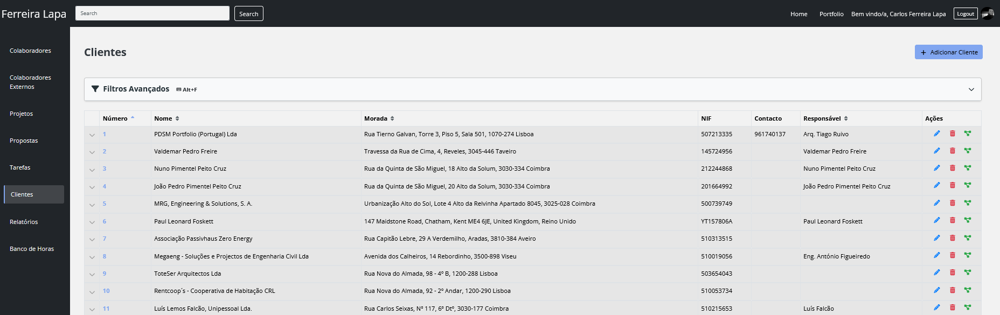 Ferreira Lapa
Search
Search
Home
Portfolio
Bem vindo/a, Carlos Ferreira Lapa
Logout
Colaboradores
Colaboradores
Externos
Projetos
Propostas
Tarefas
Clientes
Relatórios
Banco de Horas
Clientes
+ Adicionar Cliente
Filtros Avançados Alt+F
Número Nome Morada NIF Contacto Responsável Ações
1 PDSM Portfolio (Portugal) Lda Rua Tierno Galvan, Torre 3, Piso 5, Sala 501, 1070-274 Lisboa 507213335 961740137 Arq. Tiago Ruivo
2 Valdemar Pedro Freire Travessa da Rua de Cima, 4, Reveles, 3045-446 Taveiro 145724956 Valdemar Pedro Freire
3 Nuno Pimentel Peito Cruz Rua da Quinta de São Miguel, 18 Alto da Solum, 3030-334 Coimbra 212244868 Nuno Pimentel Peito Cruz
4 João Pedro Pimentel Peito Cruz Rua da Quinta de São Miguel, 20 Alto da Solum, 3030-334 Coimbra 201664992 João Pedro Pimentel Peito Cruz
5 MRG, Engineering & Solutions, S. A. Urbanização Alto do Sol, Lote 4 Alto da Relvinha Apartado 8045, 3025-028 Coimbra 500739749
6 Paul Leonard Foskett 147 Maidstone Road, Chatham, Kent ME4 6JE, United Kingdom, Reino Unido YT157806A Paul Leonard Foskett
7 Associação Passivhaus Zero Energy Rua Capitão Lebre, 29 A Verdemilho, Aradas, 3810-384 Aveiro 510313515
8 Megaeng - Soluções e Projectos de Engenharia Civil Lda Avenida dos Calheiros, 14 Rebordinho, 3500-898 Viseu 510019056 Eng. António Figueiredo
9 ToteSer Arquitectos Lda Rua Nova do Almada, 98 - 4º B, 1200-288 Lisboa 503654043
10 Rentcoop´s - Cooperativa de Habitação CRL Rua Nova do Almada, 92 - 2º Andar, 1200-290 Lisboa 510053734
11 Luís Lemos Falcão, Unipessoal Lda. Rua Carlos Seixas, Nº 117, 6º Dtº, 3030-177 Coimbra 510215653 Luís Falcão